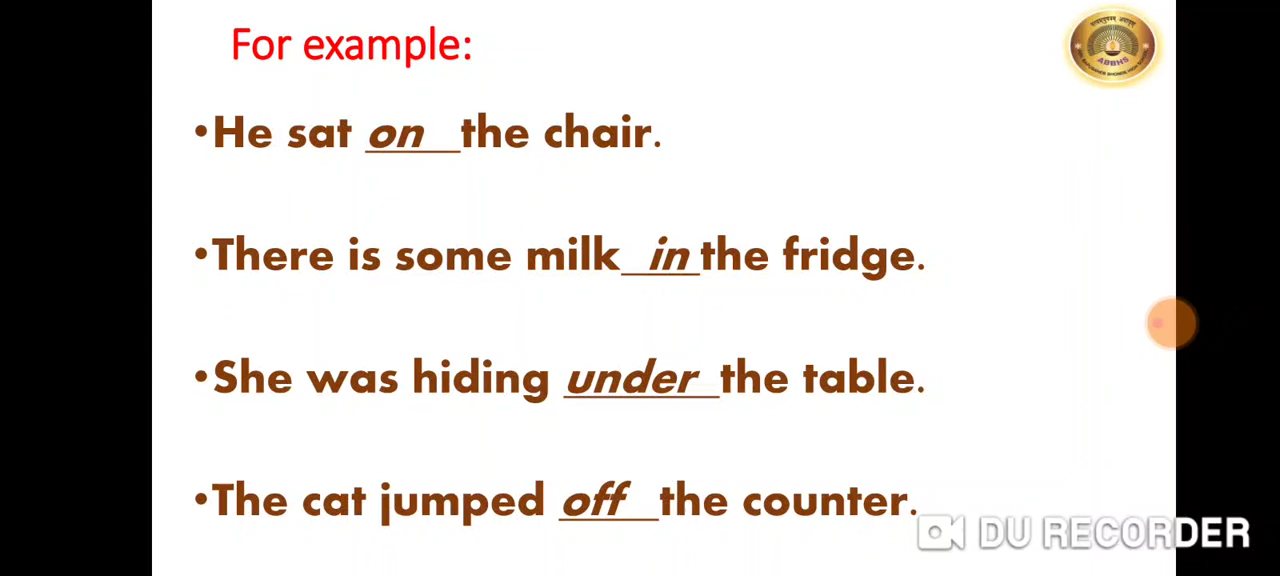 For example:
•He sat on the chair.
•There is some milk in the fridge.
•She was hiding under the table.
•The cat jumped off the counter.
ABBHS
DU RECORDER